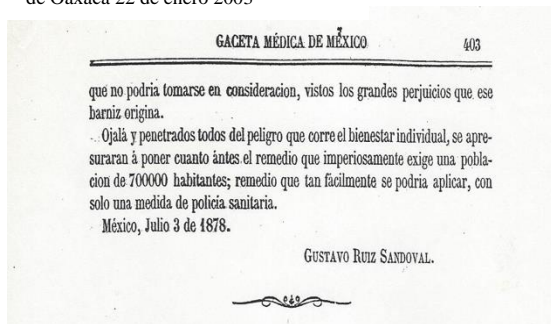 de Oaxaca 22 de enero 2003
GACETA MÉDICA DE MÉXICO 403
que no podria tomarse en consideracion, vistos los grandes perjuicios que ese
barniz origina.
Ojalà y penetrados todos del peligro que corre el bienestar individual, se apre-
suraran à poner cuanto ántes el remedio que imperiosamente exige una pobla-
cion de 700000 habitantes; remedio que tan fàcilmente se podria aplicar, con
solo una medida de policía sanitaria.
México, Julio 3 de 1878.
GUSTAVO RUIZ SANDOVAL.